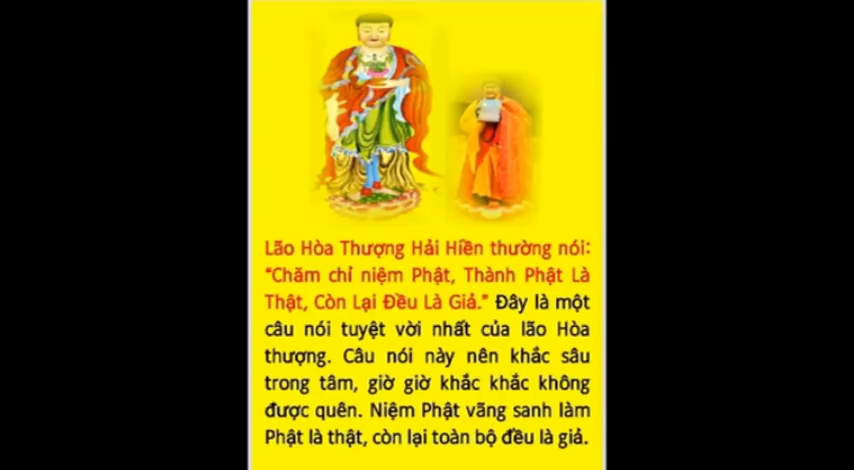 Lão Hòa Thượng Hải Hiền thường nói:
“Chăm chỉ niệm Phật, Thành Phật Là
Thật, Còn Lại Đều Là Giả.” Đây là một
câu nói tuyệt vời nhất của lão Hòa
thượng. Câu nói này nên khắc sâu
trong tâm, giờ giờ khắc khắc không
được quên. Niệm Phật vãng sanh làm
Phật là thật, còn lại toàn bộ đều là giả.